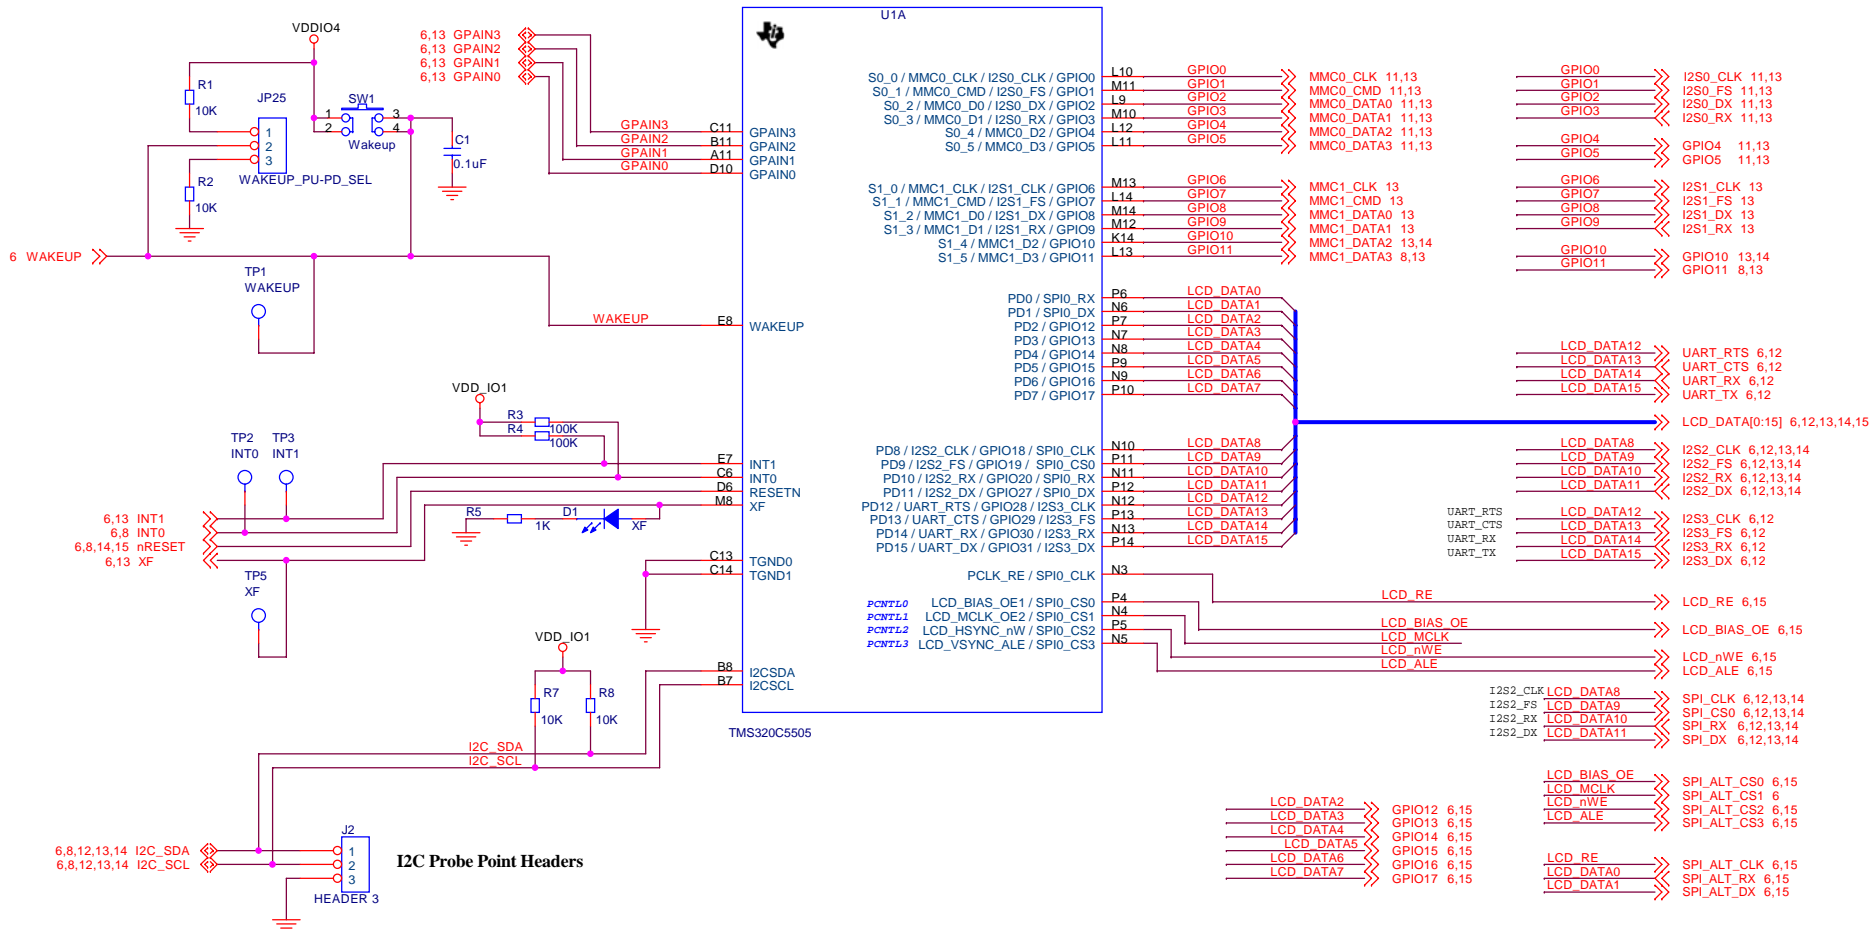 U1A
VDDIO4
R1
10K
JP25
1
2
3
SW1
1
2
3
4
Wakeup
C1
0.1uF
R2
10K
WAKEUP_PU-PD_SEL
6 WAKEUP
TP1
WAKEUP
6,13 GPAIN3
6,13 GPAIN2
6,13 GPAIN1
6,13 GPAIN0
GPAIN3 C11 GPAIN3
GPAIN2 B11 GPAIN2
GPAIN1 A11 GPAIN1
GPAIN0 D10 GPAIN0
WAKEUP E8 WAKEUP
VDD_IO1
R3
100K
R4
100K
TP2
INT0
TP3
INT1
E7 INT1
C6 INT0
D6 RESETN
M8 XF
6,13 INT1
6,8 INT0
6,8,14,15 nRESET
6,13 XF
R5
1K
D1
XF
TP5
XF
C13 TGND0
C14 TGND1
VDD_IO1
R7
10K
R8
10K
B8 I2CSDA
B7 I2CSCL
TMS320C5505
I2C_SDA
I2C_SCL
6,8,12,13,14 I2C_SDA
6,8,12,13,14 I2C_SCL
J2
1
2
3
HEADER 3
I2C Probe Point Headers
S0_0 / MMC0_CLK / I2S0_CLK / GPIO0 L10 GPIO0 MMC0_CLK 11,13
S0_1 / MMC0_CMD / I2S0_FS / GPIO1 M11 GPIO1 MMC0_CMD 11,13
S0_2 / MMC0_D0 / I2S0_DX / GPIO2 L9 GPIO2 MMC0_DATA0 11,13
S0_3 / MMC0_D1 / I2S0_RX / GPIO3 M10 GPIO3 MMC0_DATA1 11,13
S0_4 / MMC0_D2 / GPIO4 L12 GPIO4 MMC0_DATA2 11,13
S0_5 / MMC0_D3 / GPIO5 L11 GPIO5 MMC0_DATA3 11,13
S1_0 / MMC1_CLK / I2S1_CLK / GPIO6 M13 GPIO6 MMC1_CLK 13
S1_1 / MMC1_CMD / I2S1_FS / GPIO7 L14 GPIO7 MMC1_CMD 13
S1_2 / MMC1_D0 / I2S1_DX / GPIO8 M14 GPIO8 MMC1_DATA0 13
S1_3 / MMC1_D1 / I2S1_RX / GPIO9 M12 GPIO9 MMC1_DATA1 13
S1_4 / MMC1_D2 / GPIO10 K14 GPIO10 MMC1_DATA2 13,14
S1_5 / MMC1_D3 / GPIO11 L13 GPIO11 MMC1_DATA3 8,13
PD0 / SPI0_RX P6 LCD_DATA0
PD1 / SPI0_DX N6 LCD_DATA1
PD2 / GPIO12 P7 LCD_DATA2
PD3 / GPIO13 N7 LCD_DATA3
PD4 / GPIO14 N8 LCD_DATA4
PD5 / GPIO15 P9 LCD_DATA5
PD6 / GPIO16 N9 LCD_DATA6
PD7 / GPIO17 P10 LCD_DATA7
PD8 / I2S2_CLK / GPIO18 / SPI0_CLK N10 LCD_DATA8
PD9 / I2S2_FS / GPIO19 / SPI0_CS0 P11 LCD_DATA9
PD10 / I2S2_RX / GPIO20 / SPI0_RX N11 LCD_DATA10
PD11 / I2S2_DX / GPIO27 / SPI0_DX P12 LCD_DATA11
PD12 / UART_RTS / GPIO28 / I2S3_CLK N12 LCD_DATA12
PD13 / UART_CTS / GPIO29 / I2S3_FS P13 LCD_DATA13
PD14 / UART_RX / GPIO30 / I2S3_RX N13 LCD_DATA14
PD15 / UART_DX / GPIO31 / I2S3_DX P14 LCD_DATA15
PCLK_RE / SPI0_CLK N3
PCNTL0 LCD_BIAS_OE1 / SPI0_CS0 P4
PCNTL1 LCD_MCLK_OE2 / SPI0_CS1 N4
PCNTL2 LCD_HSYNC_nW / SPI0_CS2 P5
PCNTL3 LCD_VSYNC_ALE / SPI0_CS3 N5
GPIO0 I2S0_CLK 11,13
GPIO1 I2S0_FS 11,13
GPIO2 I2S0_DX 11,13
GPIO3 I2S0_RX 11,13
GPIO4 GPIO4 11,13
GPIO5 GPIO5 11,13
GPIO6 I2S1_CLK 13
GPIO7 I2S1_FS 13
GPIO8 I2S1_DX 13
GPIO9 I2S1_RX 13
GPIO10 GPIO10 13,14
GPIO11 GPIO11 8,13
LCD_DATA12 UART_RTS 6,12
LCD_DATA13 UART_CTS 6,12
LCD_DATA14 UART_RX 6,12
LCD_DATA15 UART_TX 6,12
LCD_DATA[0:15] 6,12,13,14,15
LCD_DATA8 I2S2_CLK 6,12,13,14
LCD_DATA9 I2S2_FS 6,12,13,14
LCD_DATA10 I2S2_RX 6,12,13,14
LCD_DATA11 I2S2_DX 6,12,13,14
UART_RTS LCD_DATA12 I2S3_CLK 6,12
UART_CTS LCD_DATA13 I2S3_FS 6,12
UART_RX LCD_DATA14 I2S3_RX 6,12
UART_TX LCD_DATA15 I2S3_DX 6,12
LCD_RE LCD_RE 6,15
LCD_BIAS_OE LCD_BIAS_OE 6,15
LCD_MCLK
LCD_nWE LCD_nWE 6,15
LCD_ALE LCD_ALE 6,15
I2S2_CLK LCD_DATA8 SPI_CLK 6,12,13,14
I2S2_FS LCD_DATA9 SPI_CS0 6,12,13,14
I2S2_RX LCD_DATA10 SPI_RX 6,12,13,14
I2S2_DX LCD_DATA11 SPI_DX 6,12,13,14
LCD_BIAS_OE SPI_ALT_CS0 6,15
LCD_MCLK SPI_ALT_CS1 6
LCD_nWE SPI_ALT_CS2 6,15
LCD_ALE SPI_ALT_CS3 6,15
LCD_DATA2 GPIO12 6,15
LCD_DATA3 GPIO13 6,15
LCD_DATA4 GPIO14 6,15
LCD_DATA5 GPIO15 6,15
LCD_DATA6 GPIO16 6,15
LCD_DATA7 GPIO17 6,15
LCD_RE SPI_ALT_CLK 6,15
LCD_DATA0 SPI_ALT_RX 6,15
LCD_DATA1 SPI_ALT_DX 6,15